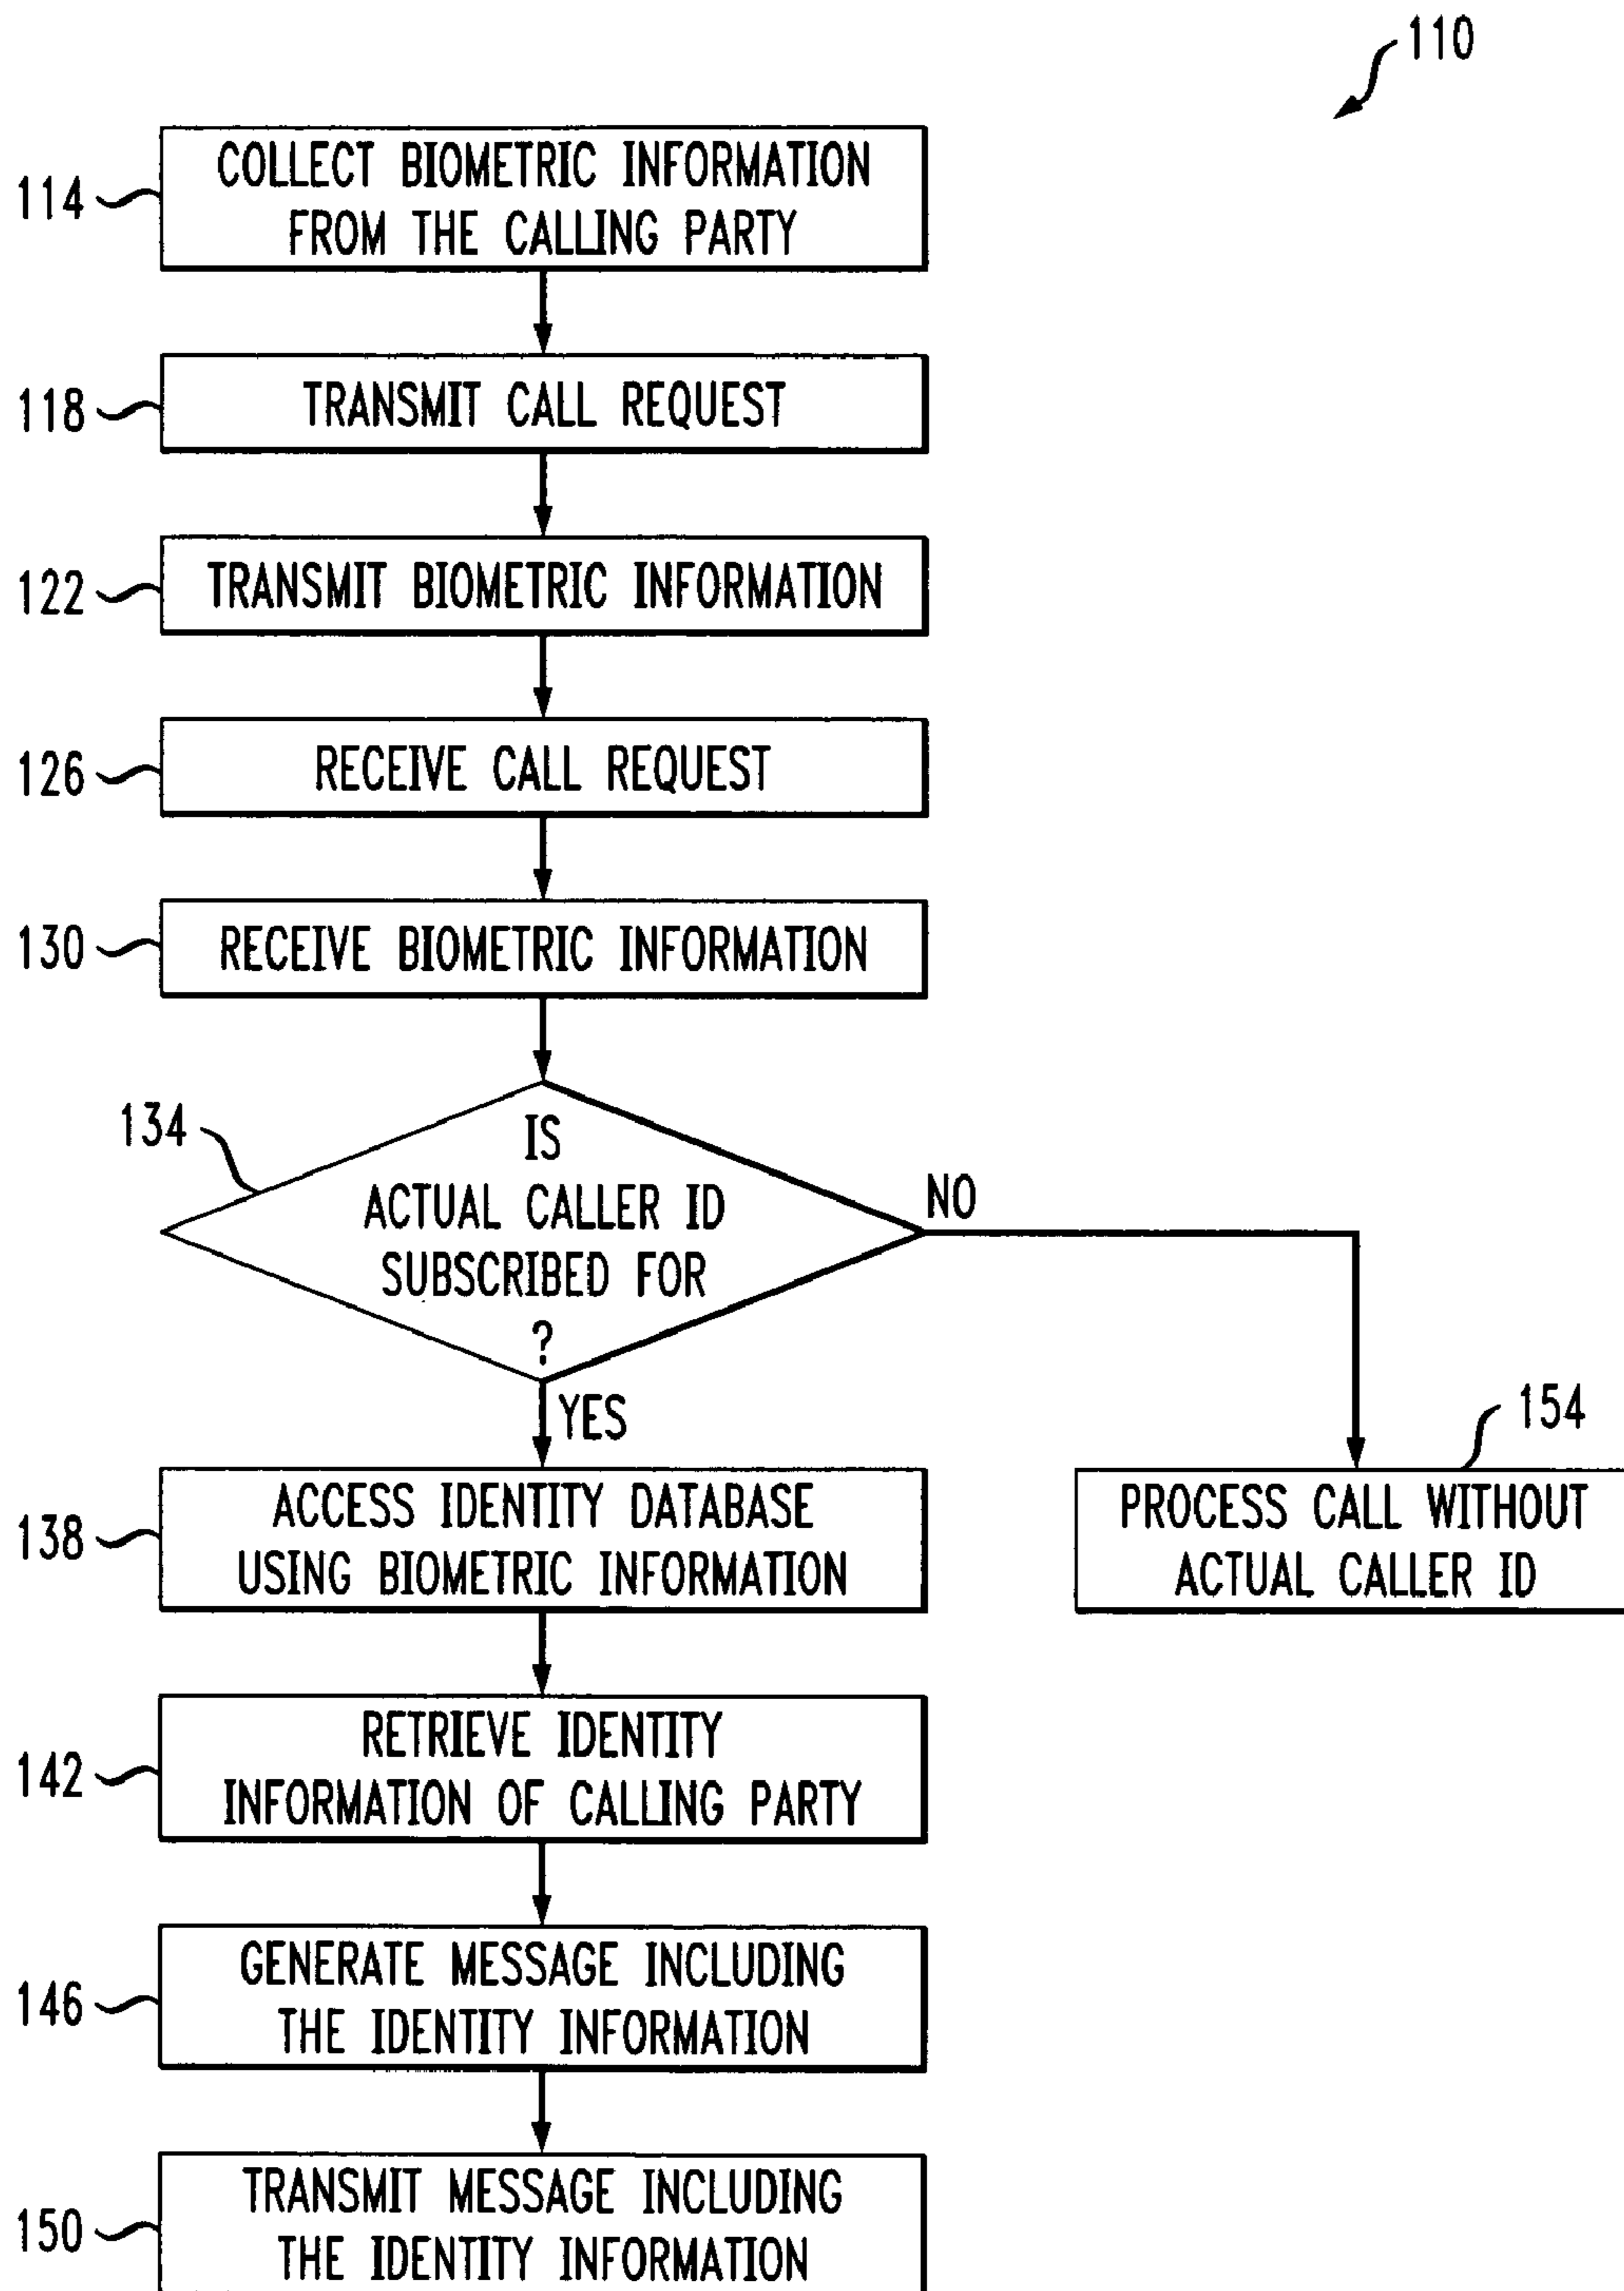 110
114
COLLECT BIOMETRIC INFORMATION
FROM THE CALLING PARTY
118
TRANSMIT CALL REQUEST
122
TRANSMIT BIOMETRIC INFORMATION
126
RECEIVE CALL REQUEST
130
RECEIVE BIOMETRIC INFORMATION
134
IS
ACTUAL CALLER ID
SUBSCRIBED FOR
?
NO
YES
154
PROCESS CALL WITHOUT
ACTUAL CALLER ID
138
ACCESS IDENTITY DATABASE
USING BIOMETRIC INFORMATION
142
RETRIEVE IDENTITY
INFORMATION OF CALLING PARTY
146
GENERATE MESSAGE INCLUDING
THE IDENTITY INFORMATION
150
TRANSMIT MESSAGE INCLUDING
THE IDENTITY INFORMATION